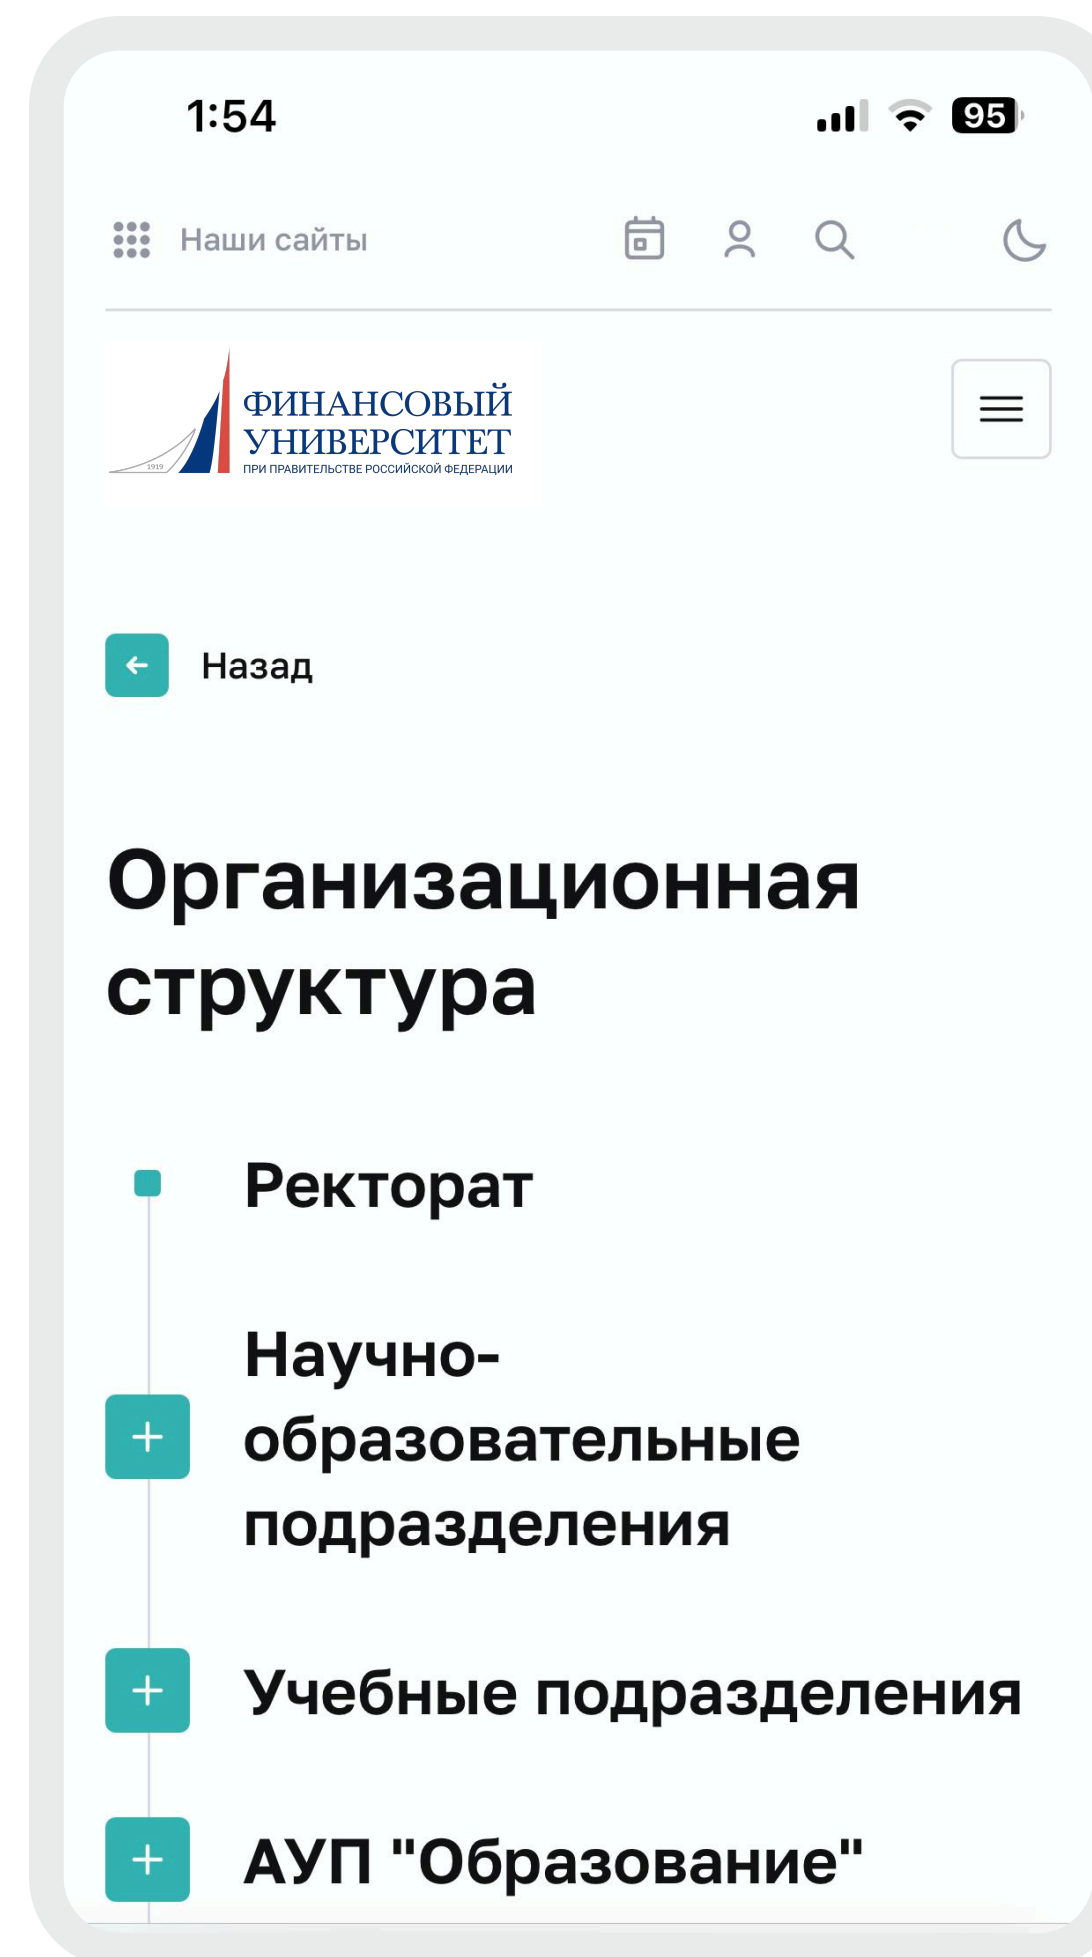 1:54
95
Наши сайты
ФИНАНСОВЫЙ
УНИВЕРСИТЕТ
1919
ПРИ ПРАВИТЕЛЬСТВЕ РОССИЙСКОЙ ФЕДЕРАЦИИ
Назад
Организационная
структура
Ректорат
Научно-
образовательные
подразделения
Учебные подразделения
АУП "Образование"